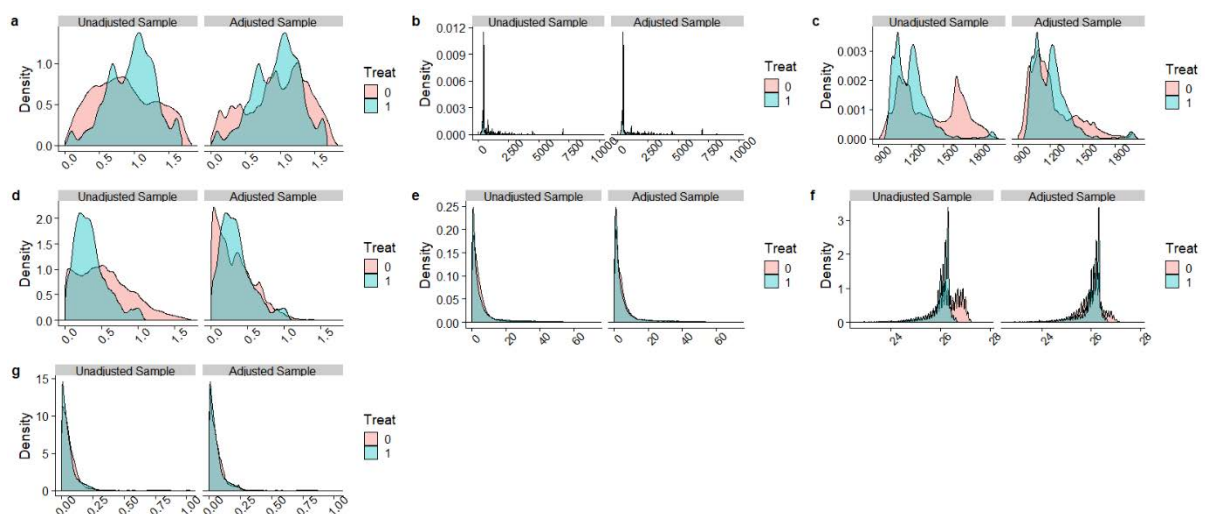 a
Unadjusted Sample
Adjusted Sample
Density
1.0
0.5
0.0
0.0
0.5
1.0
1.5
0.0
0.5
1.0
1.5
Treat
0
1
b
Unadjusted Sample
Adjusted Sample
Density
0.012
0.009
0.006
0.003
0.000
0
2500
5000
7500
10000
0
2500
5000
7500
10000
Treat
0
1
c
Unadjusted Sample
Adjusted Sample
Density
0.003
0.002
0.001
0.000
900
1200
1500
1800
900
1200
1500
1800
Treat
0
1
d
Unadjusted Sample
Adjusted Sample
Density
2.0
1.5
1.0
0.5
0.0
0.0
0.5
1.0
1.5
0.0
0.5
1.0
1.5
Treat
0
1
e
Unadjusted Sample
Adjusted Sample
Density
0.25
0.20
0.15
0.10
0.05
0.00
0
20
40
60
0
20
40
60
Treat
0
1
f
Unadjusted Sample
Adjusted Sample
Density
3
2
1
0
24
26
28
24
26
28
Treat
0
1
g
Unadjusted Sample
Adjusted Sample
Density
15
10
5
0
0.00
0.25
0.50
0.75
1.00
0.00
0.25
0.50
0.75
1.00
Treat
0
1